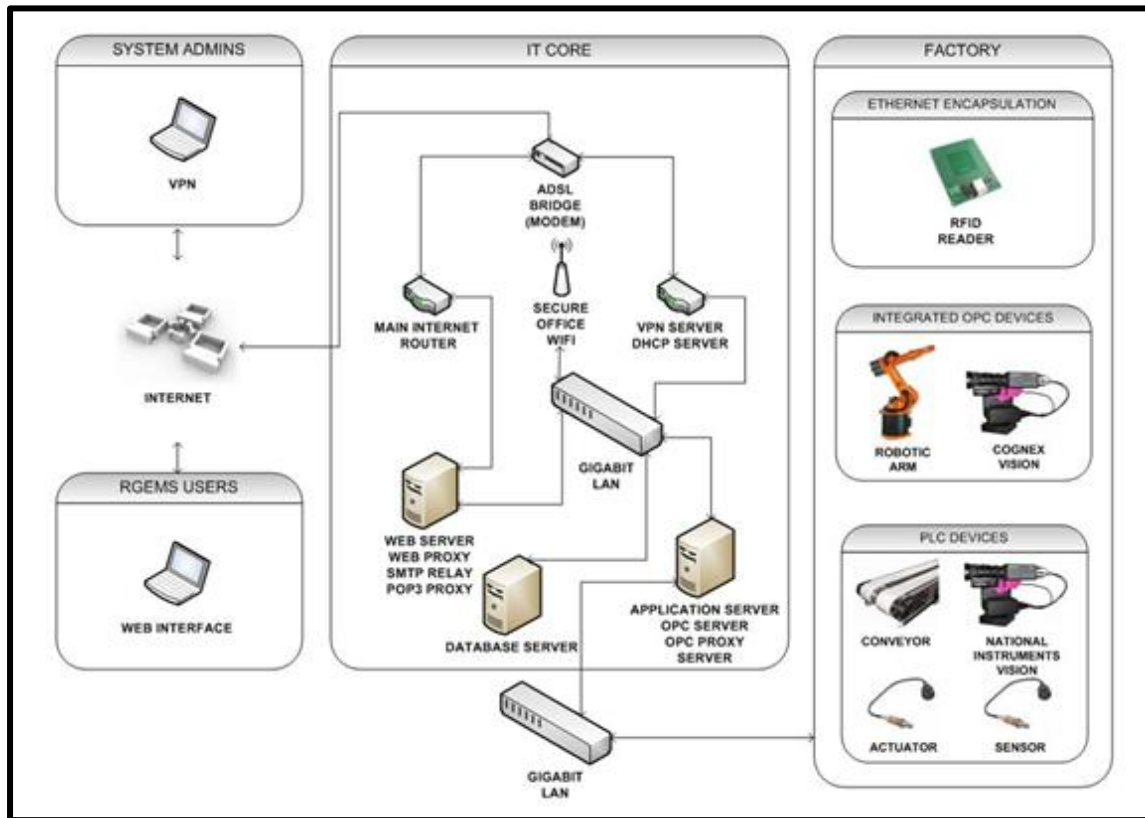 SYSTEM ADMINS
VPN
INTERNET
RGEMS USERS
WEB INTERFACE
IT CORE
ADSL
BRIDGE
(MODEM)
MAIN INTERNET
ROUTER
SECURE
OFFICE
WIFI
VPN SERVER
DHCP SERVER
GIGABIT
LAN
WEB SERVER
WEB PROXY
SMTP RELAY
POP3 PROXY
DATABASE SERVER
APPLICATION SERVER
OPC SERVER
OPC PROXY
SERVER
GIGABIT
LAN
FACTORY
ETHERNET ENCAPSULATION
RFID
READER
INTEGRATED OPC DEVICES
ROBOTIC
ARM
COGNEX
VISION
PLC DEVICES
CONVEYOR
NATIONAL
INSTRUMENTS
VISION
ACTUATOR
SENSOR